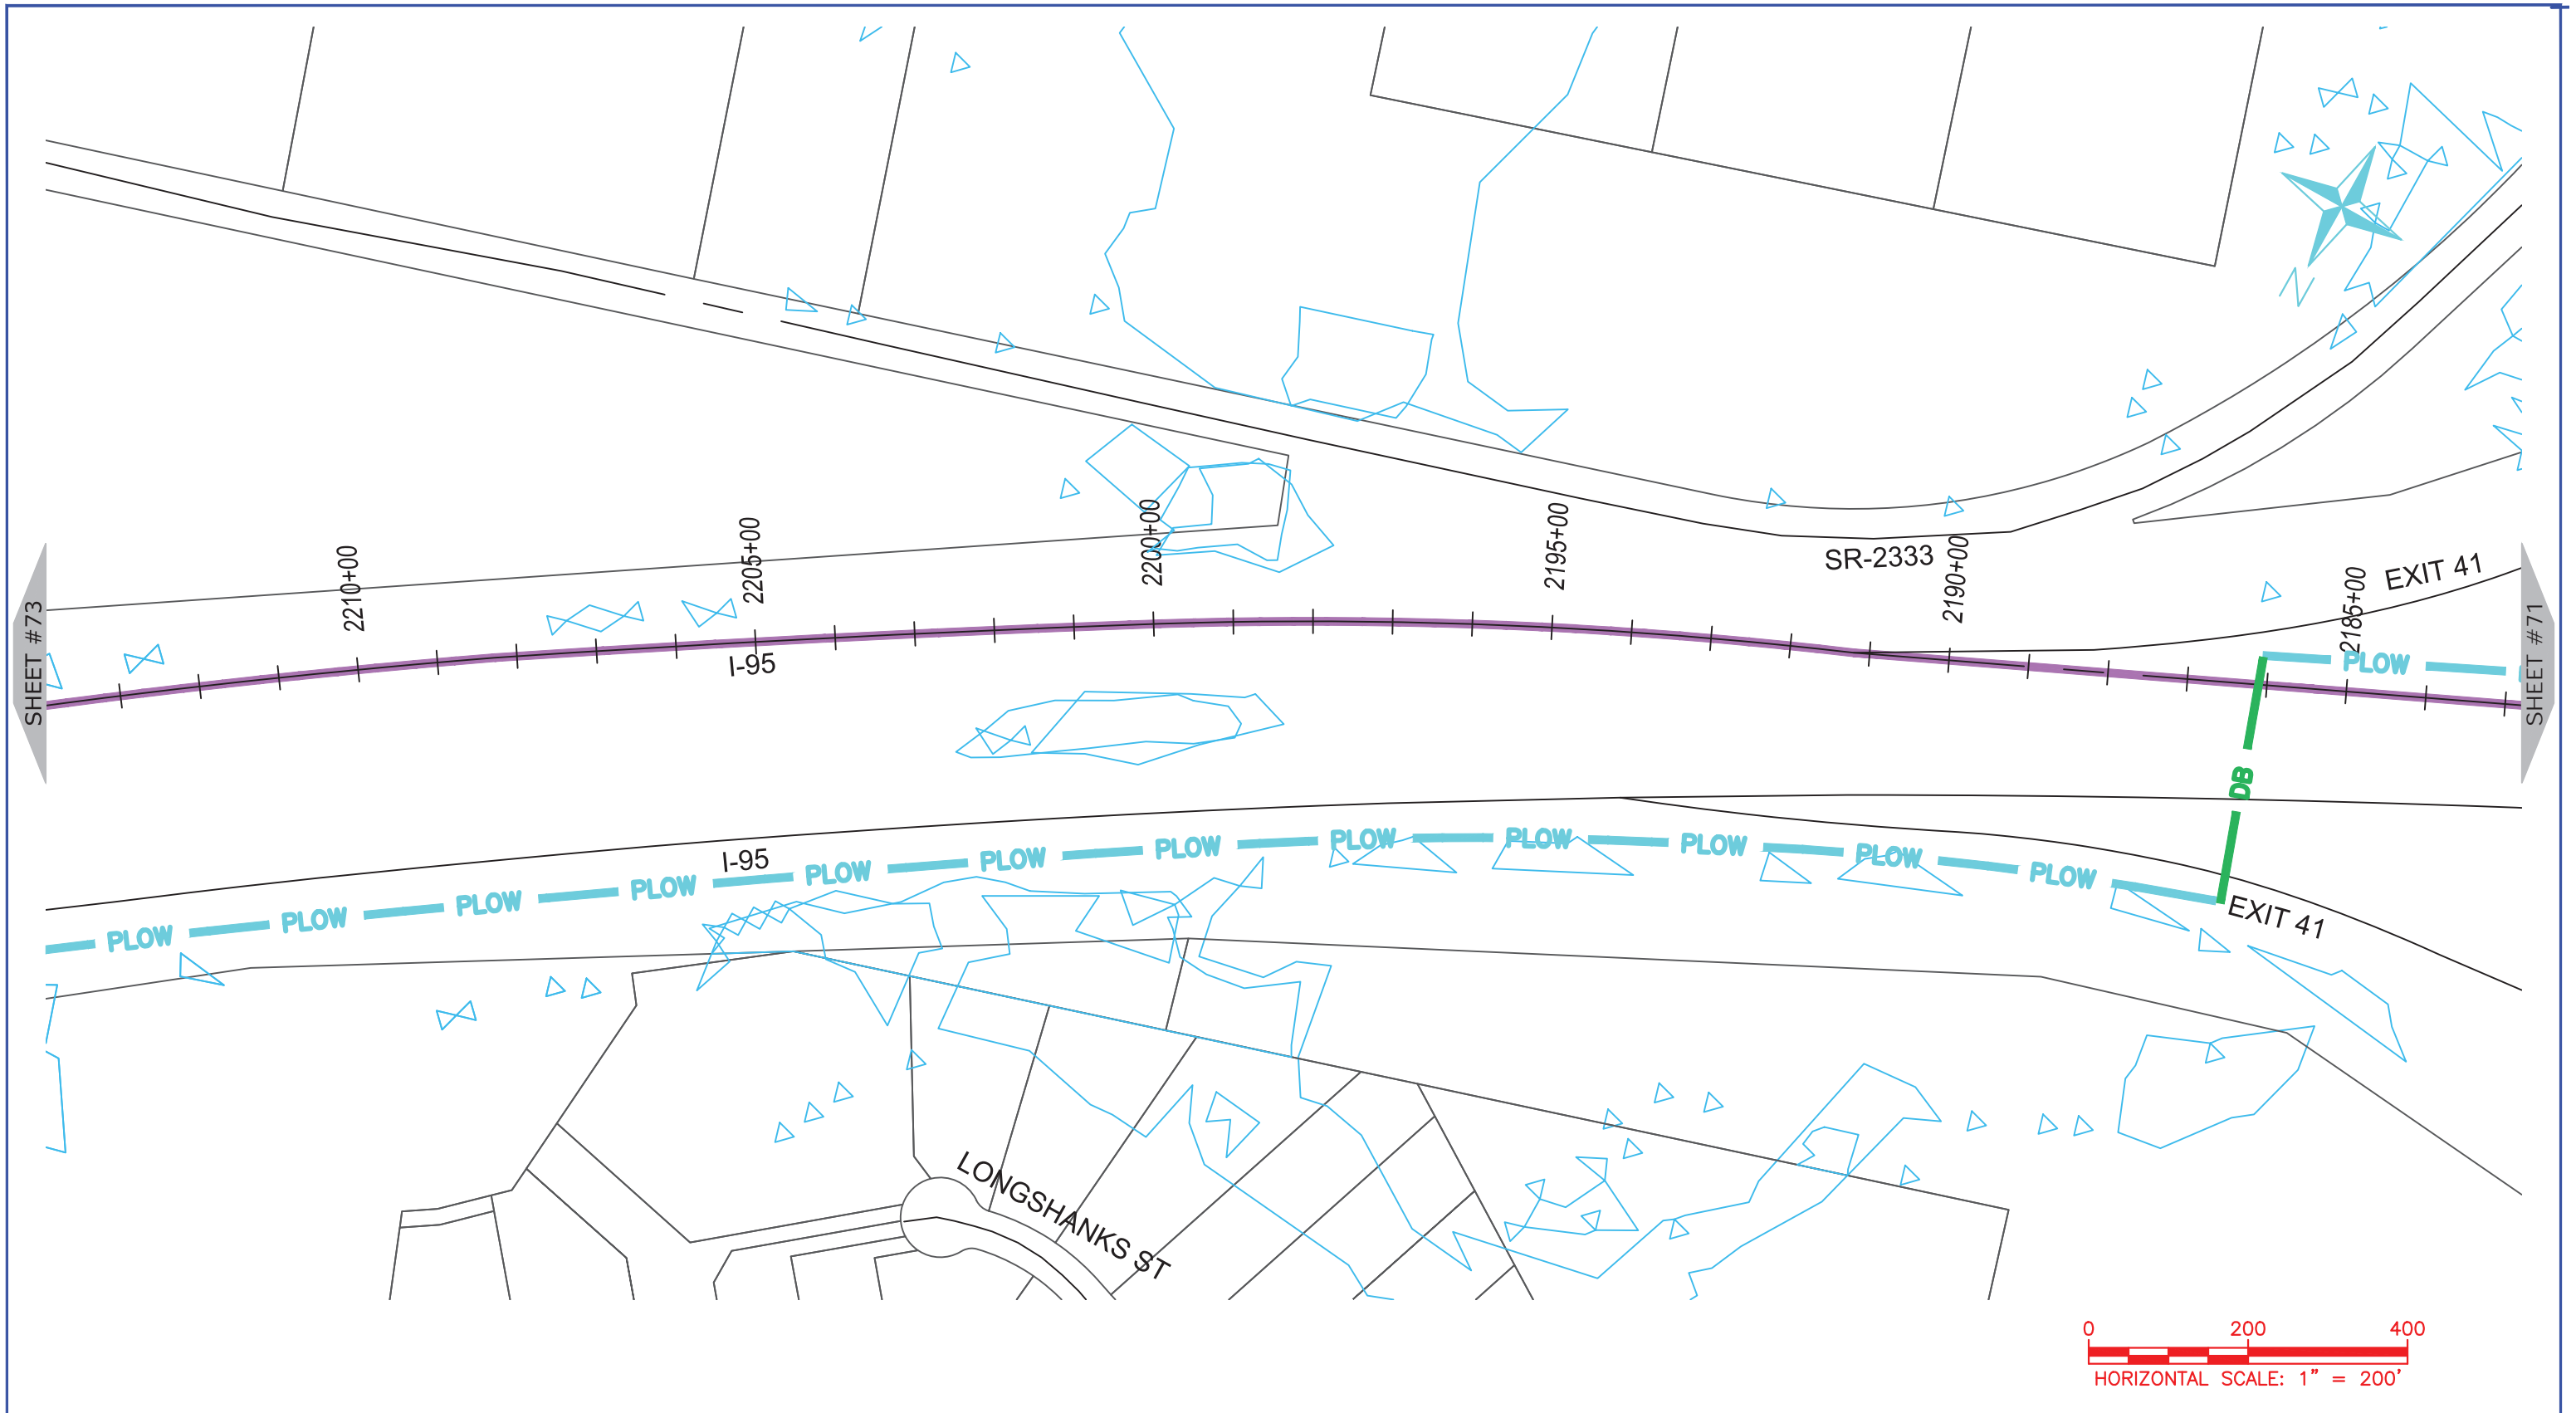 N
SR-2333
EXIT 41
2210+00
2205+00
2200+00
2195+00
2190+00
2185+00
SHEET #73
SHEET #71
I-95
PLOW
DB
I-95
PLOW
PLOW
PLOW
PLOW
PLOW
PLOW
PLOW
PLOW
PLOW
PLOW
PLOW
PLOW
EXIT 41
LONGSHANKS ST
0 200 400
HORIZONTAL SCALE: 1" = 200'